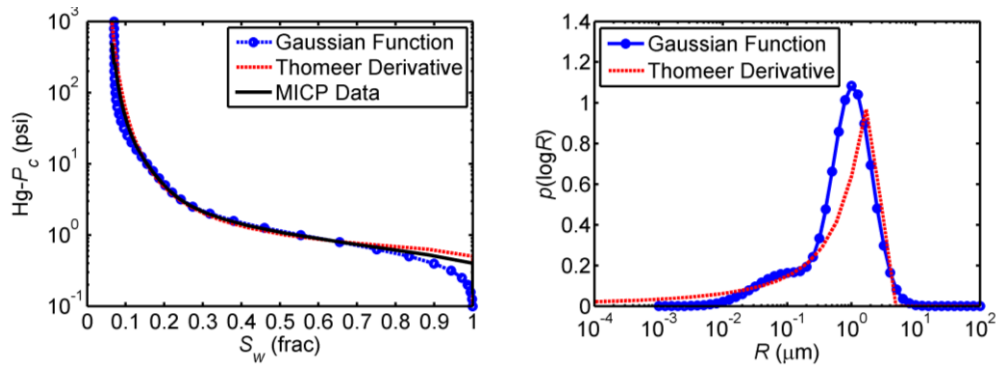 10³
10²
10¹
10⁰
10⁻¹
Hg-P_c (psi)
Gaussian Function
Thomeer Derivative
MICP Data
0 0.1 0.2 0.3 0.4 0.5 0.6 0.7 0.8 0.9 1
S_w (frac)
1.4
1.2
1
0.8
0.6
0.4
0.2
0
p(logR)
Gaussian Function
Thomeer Derivative
10⁻⁴ 10⁻³ 10⁻² 10⁻¹ 10⁰ 10¹ 10²
R (μm)